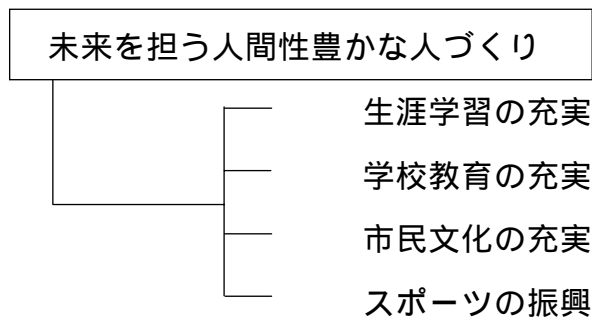 未来を担う人間性豊かな人づくり
生涯学習の充実
学校教育の充実
市民文化の充実
スポーツの振興